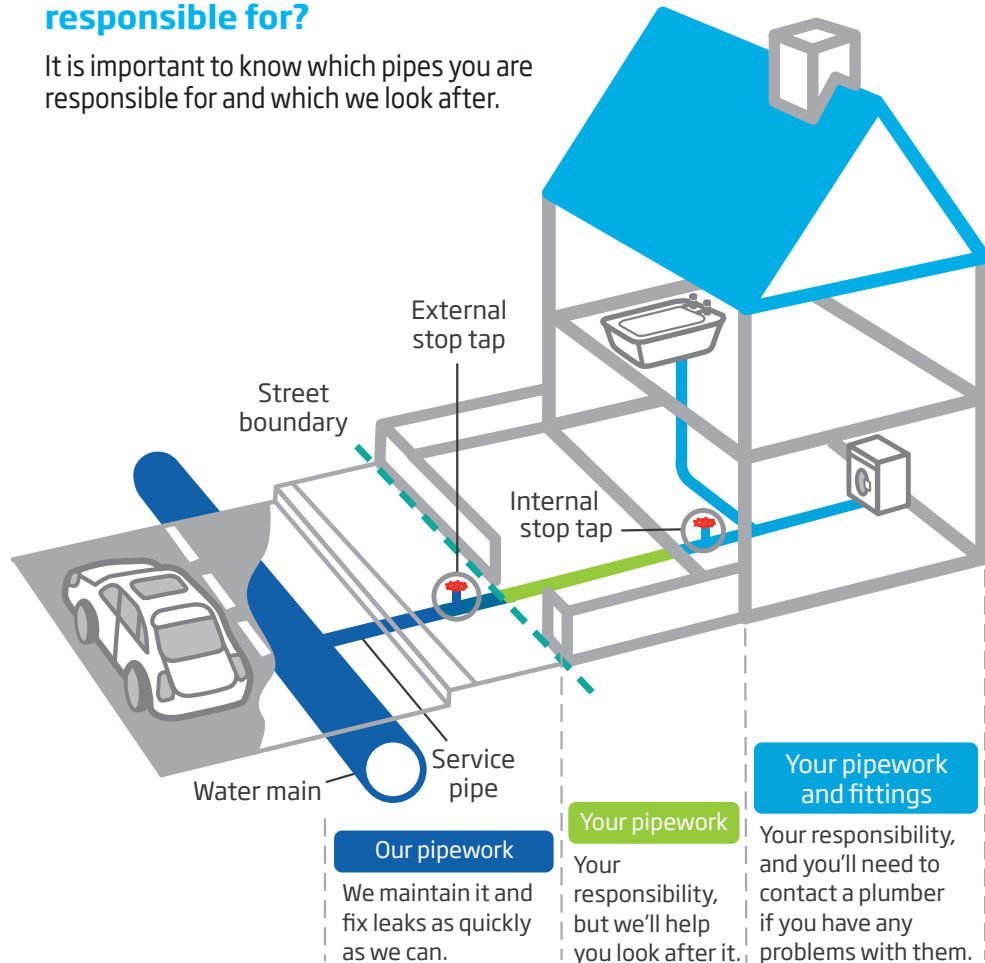 responsible for?
It is important to know which pipes you are
responsible for and which we look after.
External
stop tap
Street
boundary
Internal
stop tap
Water main
Service
pipe
Our pipework
We maintain it and
fix leaks as quickly
as we can.
Your pipework
Your
responsibility,
but we'll help
you look after it.
Your pipework
and fittings
Your responsibility,
and you'll need to
contact a plumber
if you have any
problems with them.